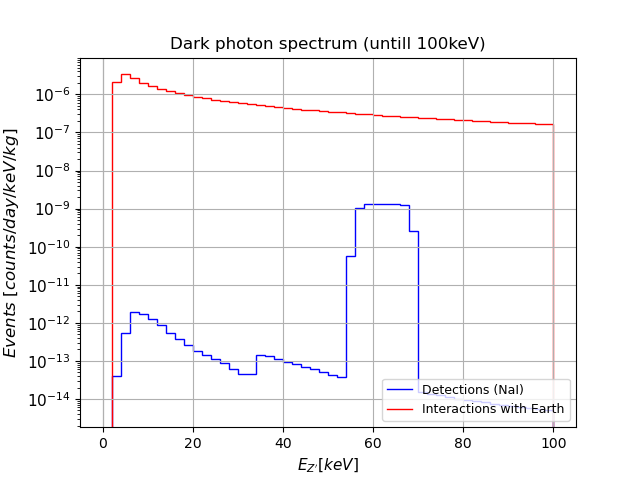 Dark photon spectrum (untill 100keV)
Events [counts/day/keV/kg]
10⁻⁶
10⁻⁷
10⁻⁸
10⁻⁹
10⁻¹⁰
10⁻¹¹
10⁻¹²
10⁻¹³
10⁻¹⁴
Detections (NaI)
Interactions with Earth
0 20 40 60 80 100
E_{Z'}[keV]